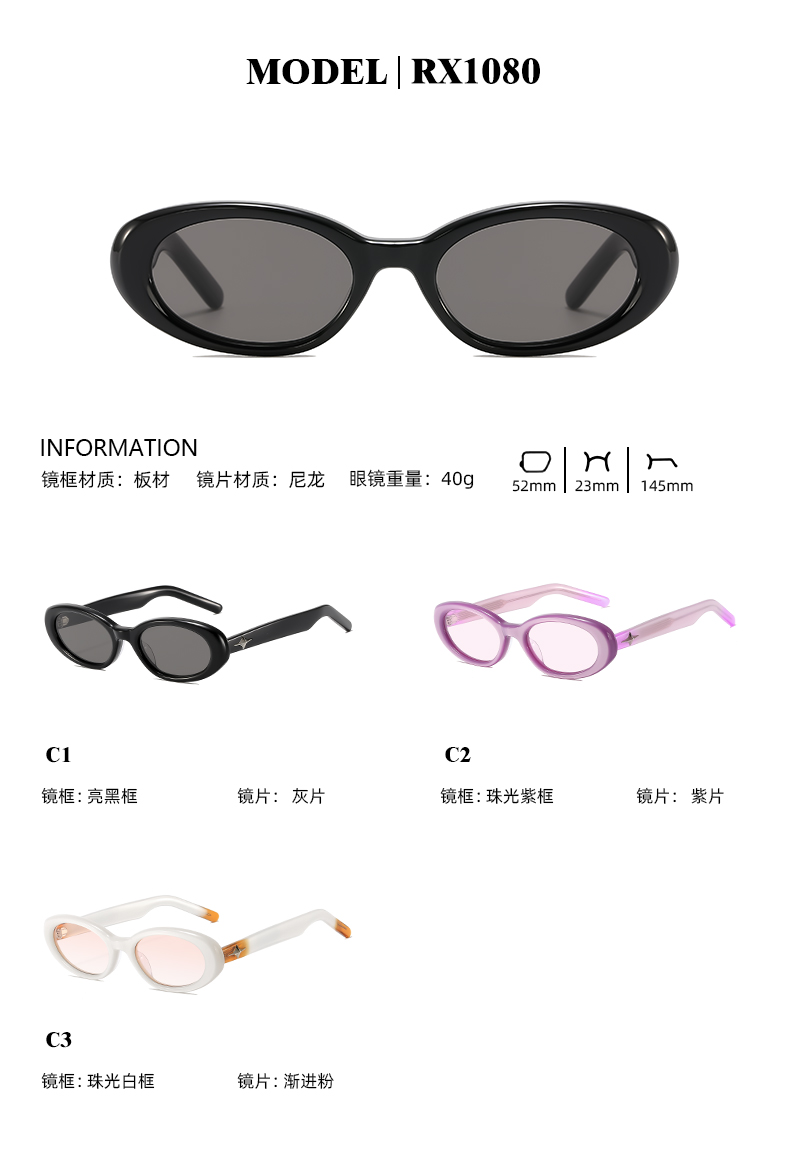 MODEL | RX1080
INFORMATION
镜框材质：板材 镜片材质：尼龙 眼镜重量：40g
52mm 23mm 145mm
C1 C2
镜框：亮黑框 镜片： 灰片 镜框：珠光紫框 镜片： 紫片
C3
镜框：珠光白框 镜片：渐进粉